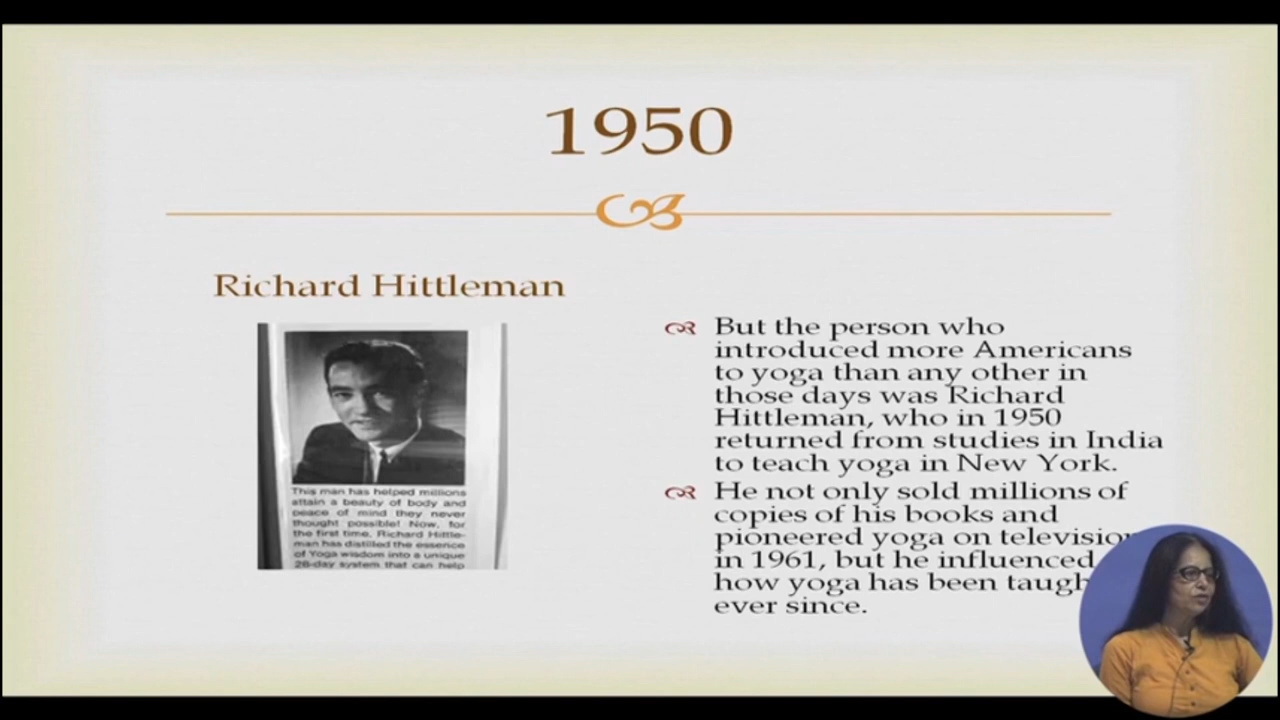 1950
Richard Hittleman
This man has helped millions
attain a beauty of body and
peace of mind they never
thought possible! Now, for
the first time, Richard Hittle-
man has distilled the essence
of Yoga wisdom into a unique
28-day system that can help
But the person who
introduced more Americans
to yoga than any other in
those days was Richard
Hittleman, who in 1950
returned from studies in India
to teach yoga in New York.
He not only sold millions of
copies of his books and
pioneered yoga on television
in 1961, but he influenced
how yoga has been taugh
ever since.